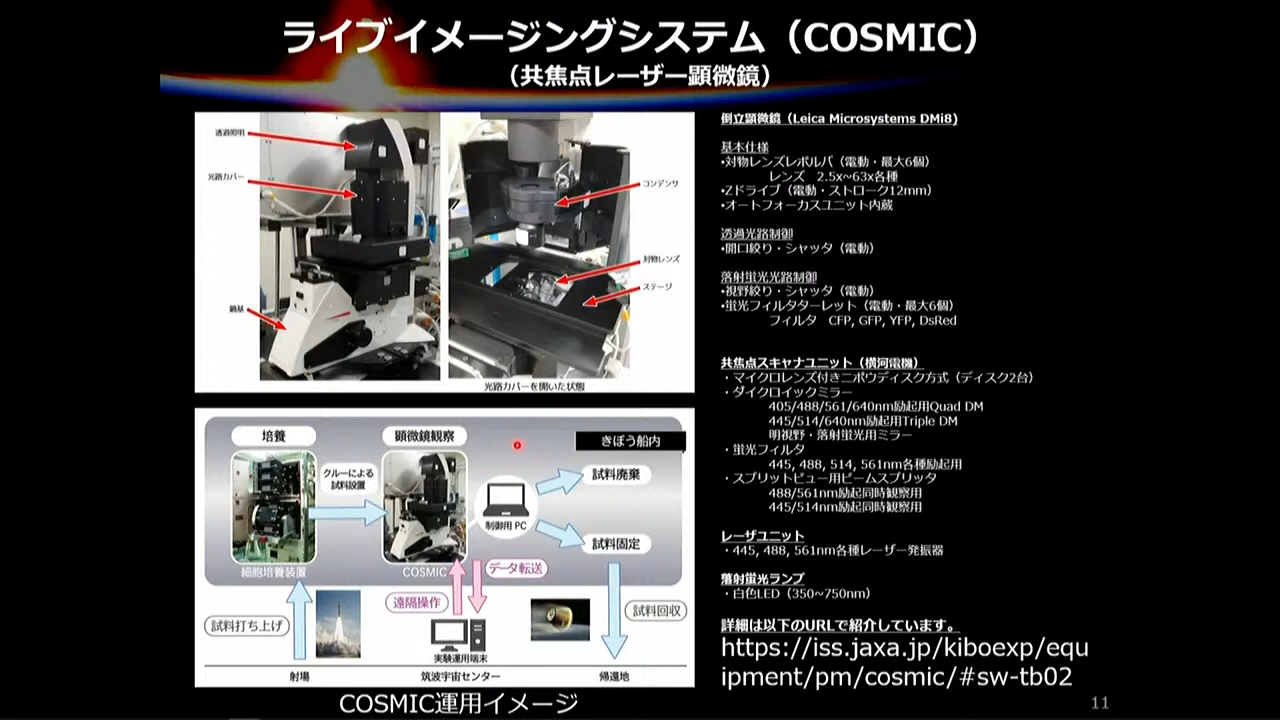 ライブイメージングシステム（COSMIC）
（共焦点レーザー顕微鏡）
透過照明
光路カバー
鏡基
コンデンサ
対物レンズ
ステージ
光路カバーを開いた状態
培養
顕微鏡観察
きぼう船内
クルーによる
試料設置
制御用 PC
試料廃棄
試料固定
細胞培養装置
COSMIC
データ転送
遠隔操作
試料打ち上げ
試料回収
実験運用端末
射場
筑波宇宙センター
帰還地
COSMIC運用イメージ
倒立顕微鏡（Leica Microsystems DMi8)
基本仕様
•対物レンズレボルバ（電動・最大6個）
レンズ　2.5x~63x各種
•Zドライブ（電動・ストローク12mm）
•オートフォーカスユニット内蔵
透過光路制御
•開口絞り・シャッタ（電動）
落射蛍光光路制御
•視野絞り・シャッタ（電動）
•蛍光フィルタターレット（電動・最大6個）
フィルタ　CFP, GFP, YFP, DsRed
共焦点スキャナユニット（横河電機）
・マイクロレンズ付きニポウディスク方式（ディスク2台）
・ダイクロイックミラー
405/488/561/640nm励起用Quad DM
445/514/640nm励起用Triple DM
明視野・落射蛍光用ミラー
・蛍光フィルタ
445, 488, 514, 561nm各種励起用
・スプリットビュー用ビームスプリッタ
488/561nm励起同時観察用
445/514nm励起同時観察用
レーザユニット
・445, 488, 561nm各種レーザー発振器
落射蛍光ランプ
・白色LED（350~750nm）
詳細は以下のURLで紹介しています。
https://iss.jaxa.jp/kiboexp/equ
ipment/pm/cosmic/#sw-tb02
11